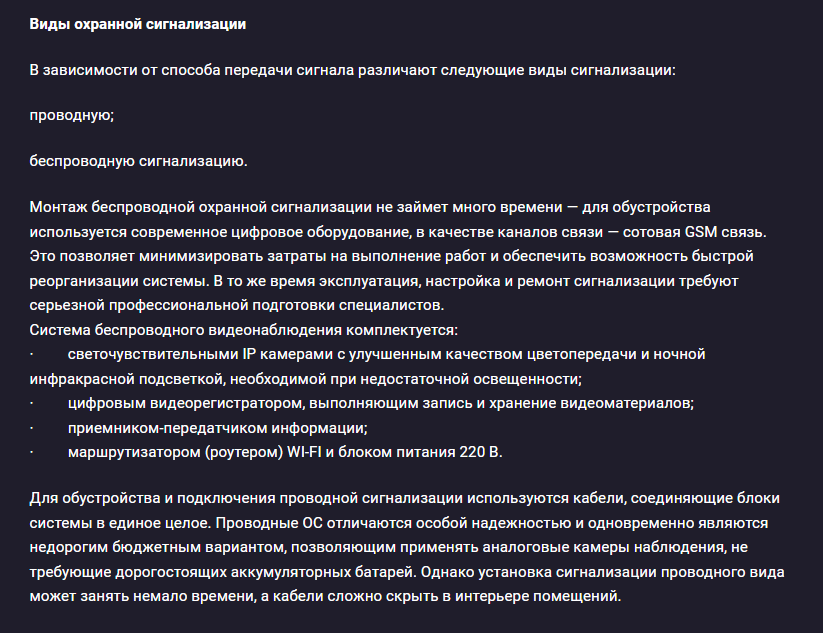 Виды охранной сигнализации
В зависимости от способа передачи сигнала различают следующие виды сигнализации:
проводную;
беспроводную сигнализацию.
Монтаж беспроводной охранной сигнализации не займет много времени — для обустройства
используется современное цифровое оборудование, в качестве каналов связи — сотовая GSM связь.
Это позволяет минимизировать затраты на выполнение работ и обеспечить возможность быстрой
реорганизации системы. В то же время эксплуатация, настройка и ремонт сигнализации требуют
серьезной профессиональной подготовки специалистов.
Система беспроводного видеонаблюдения комплектуется:
· светочувствительными IP камерами с улучшенным качеством цветопередачи и ночной
инфракрасной подсветкой, необходимой при недостаточной освещенности;
· цифровым видеорегистратором, выполняющим запись и хранение видеоматериалов;
· приемником-передатчиком информации;
· маршрутизатором (роутером) WI-FI и блоком питания 220 В.
Для обустройства и подключения проводной сигнализации используются кабели, соединяющие блоки
системы в единое целое. Проводные ОС отличаются особой надежностью и одновременно являются
недорогим бюджетным вариантом, позволяющим применять аналоговые камеры наблюдения, не
требующие дорогостоящих аккумуляторных батарей. Однако установка сигнализации проводного вида
может занять немало времени, а кабели сложно скрыть в интерьере помещений.